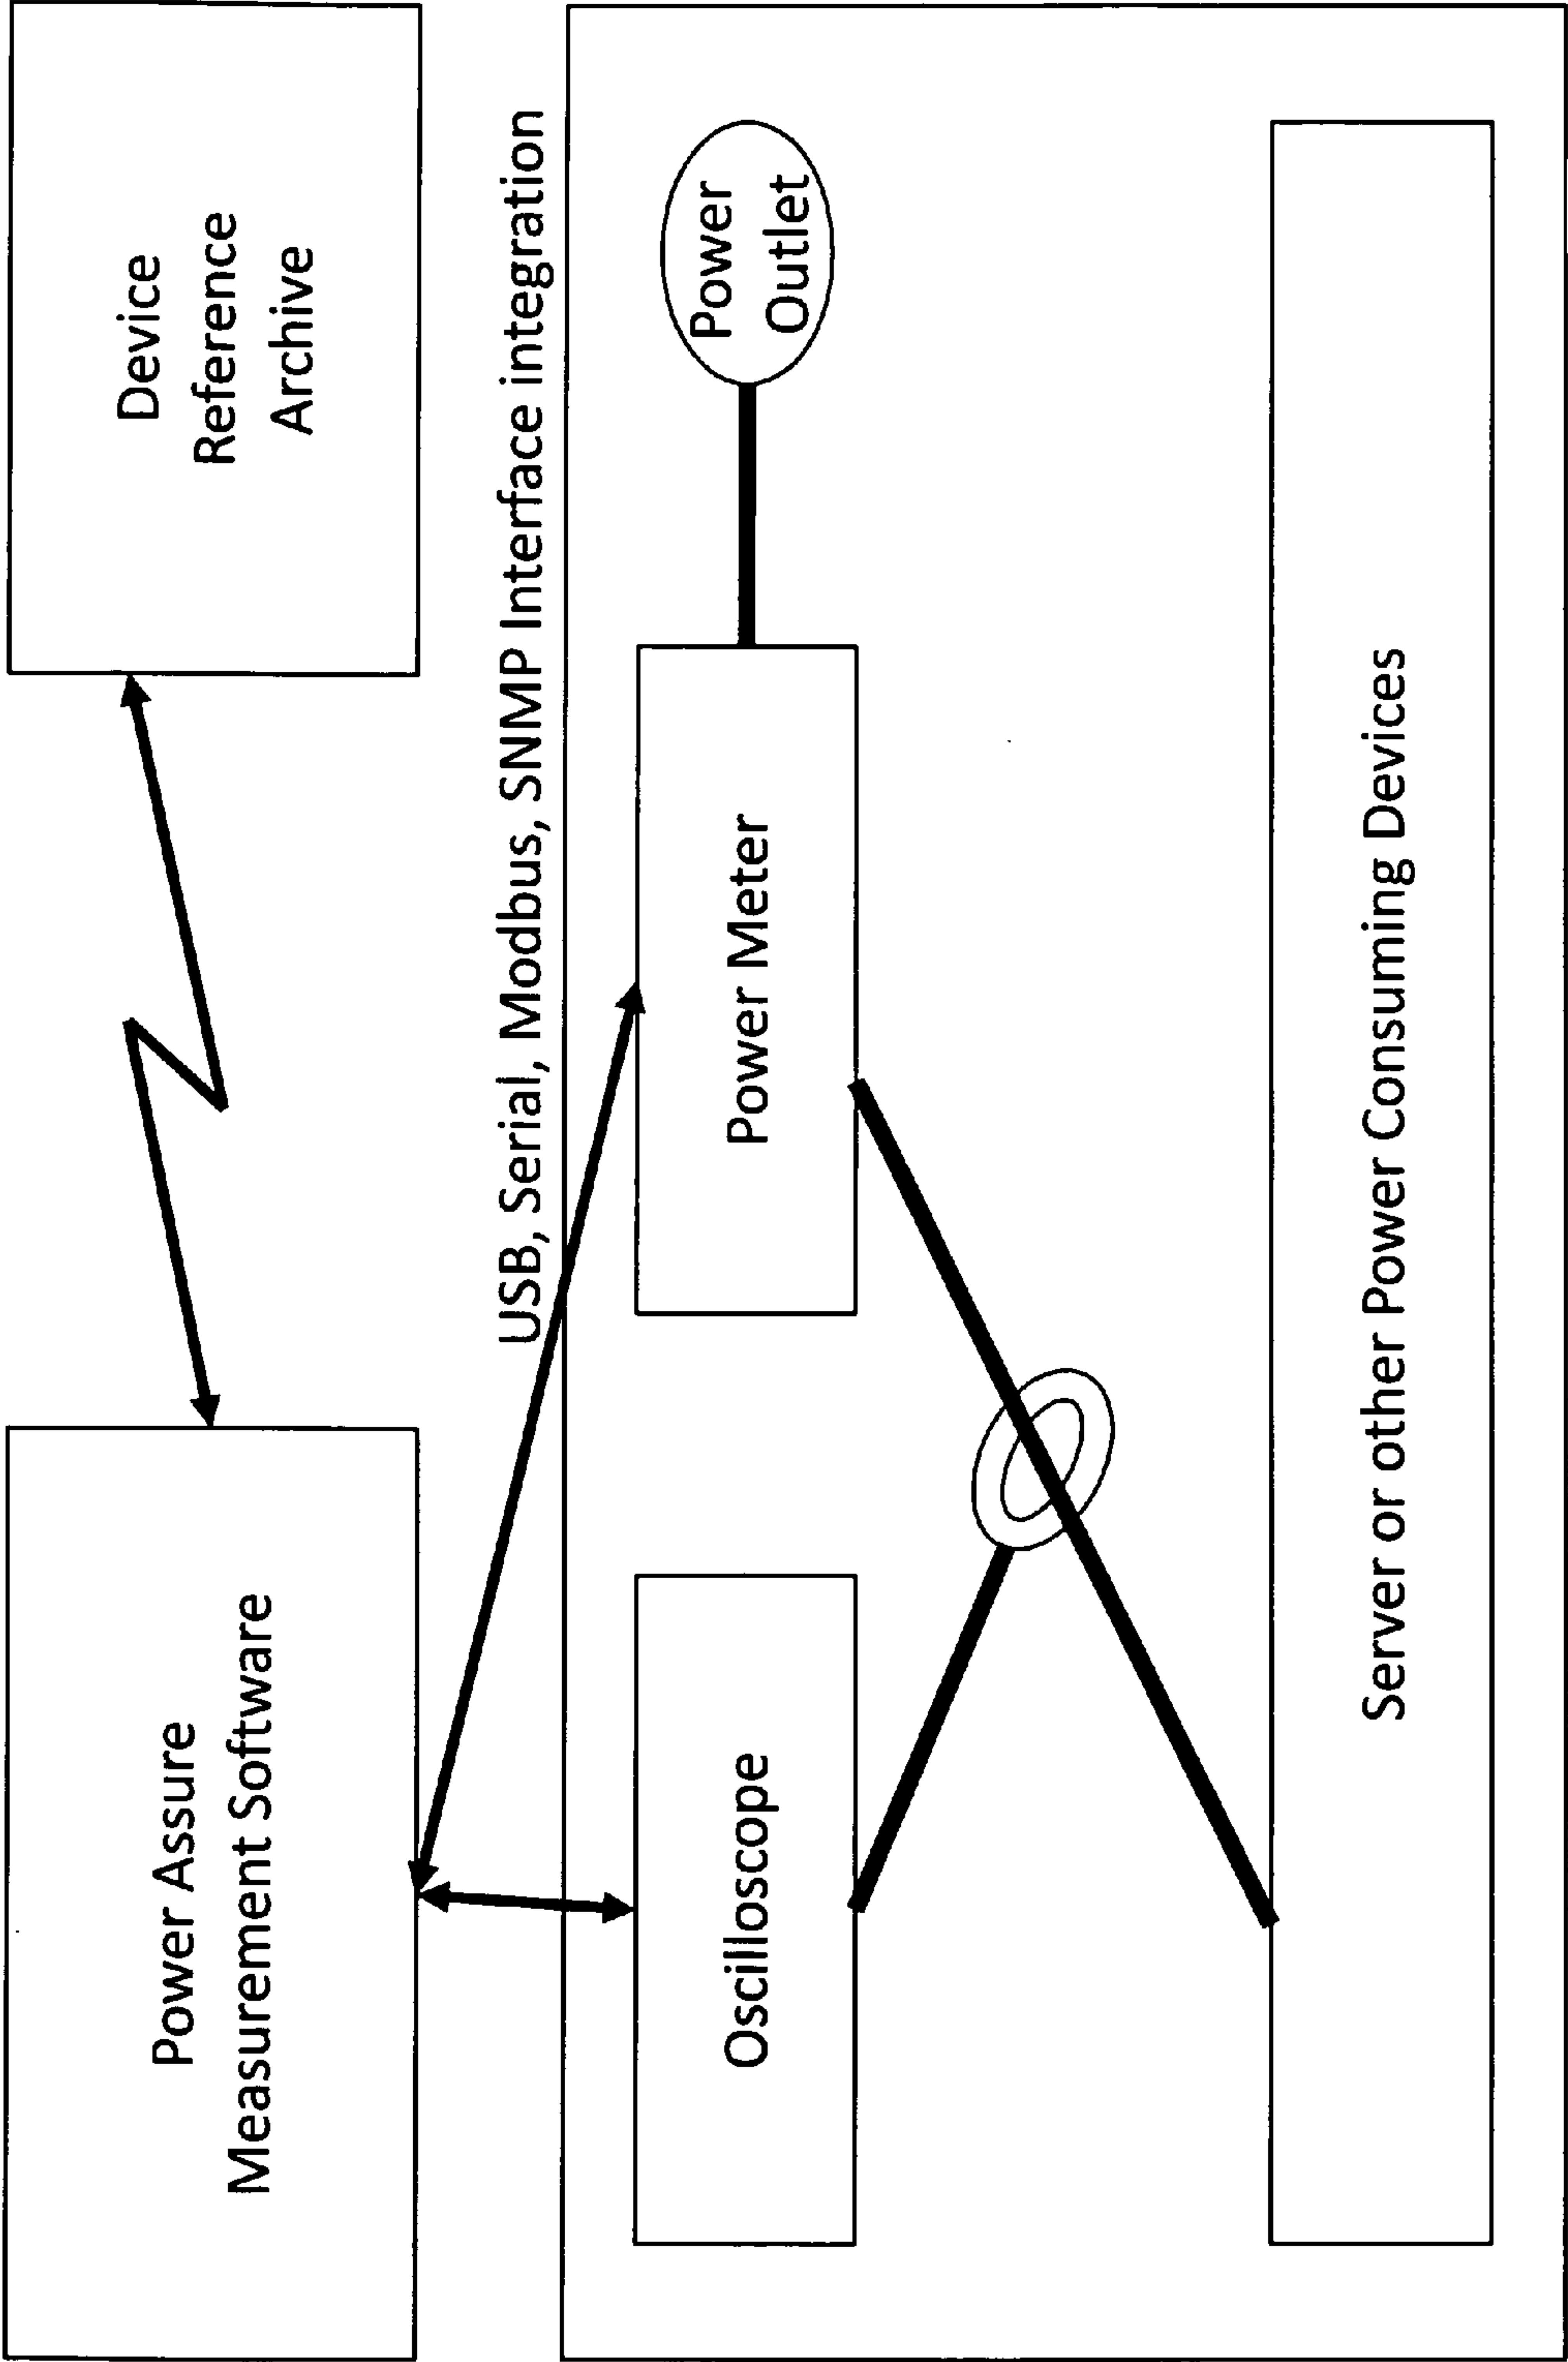 Power Assure
Measurement Software
Device
Reference
Archive
USB, Serial, Modbus, SNMP Interface integration
Oscilloscope
Power Meter
Power
Outlet
Server or other Power Consuming Devices